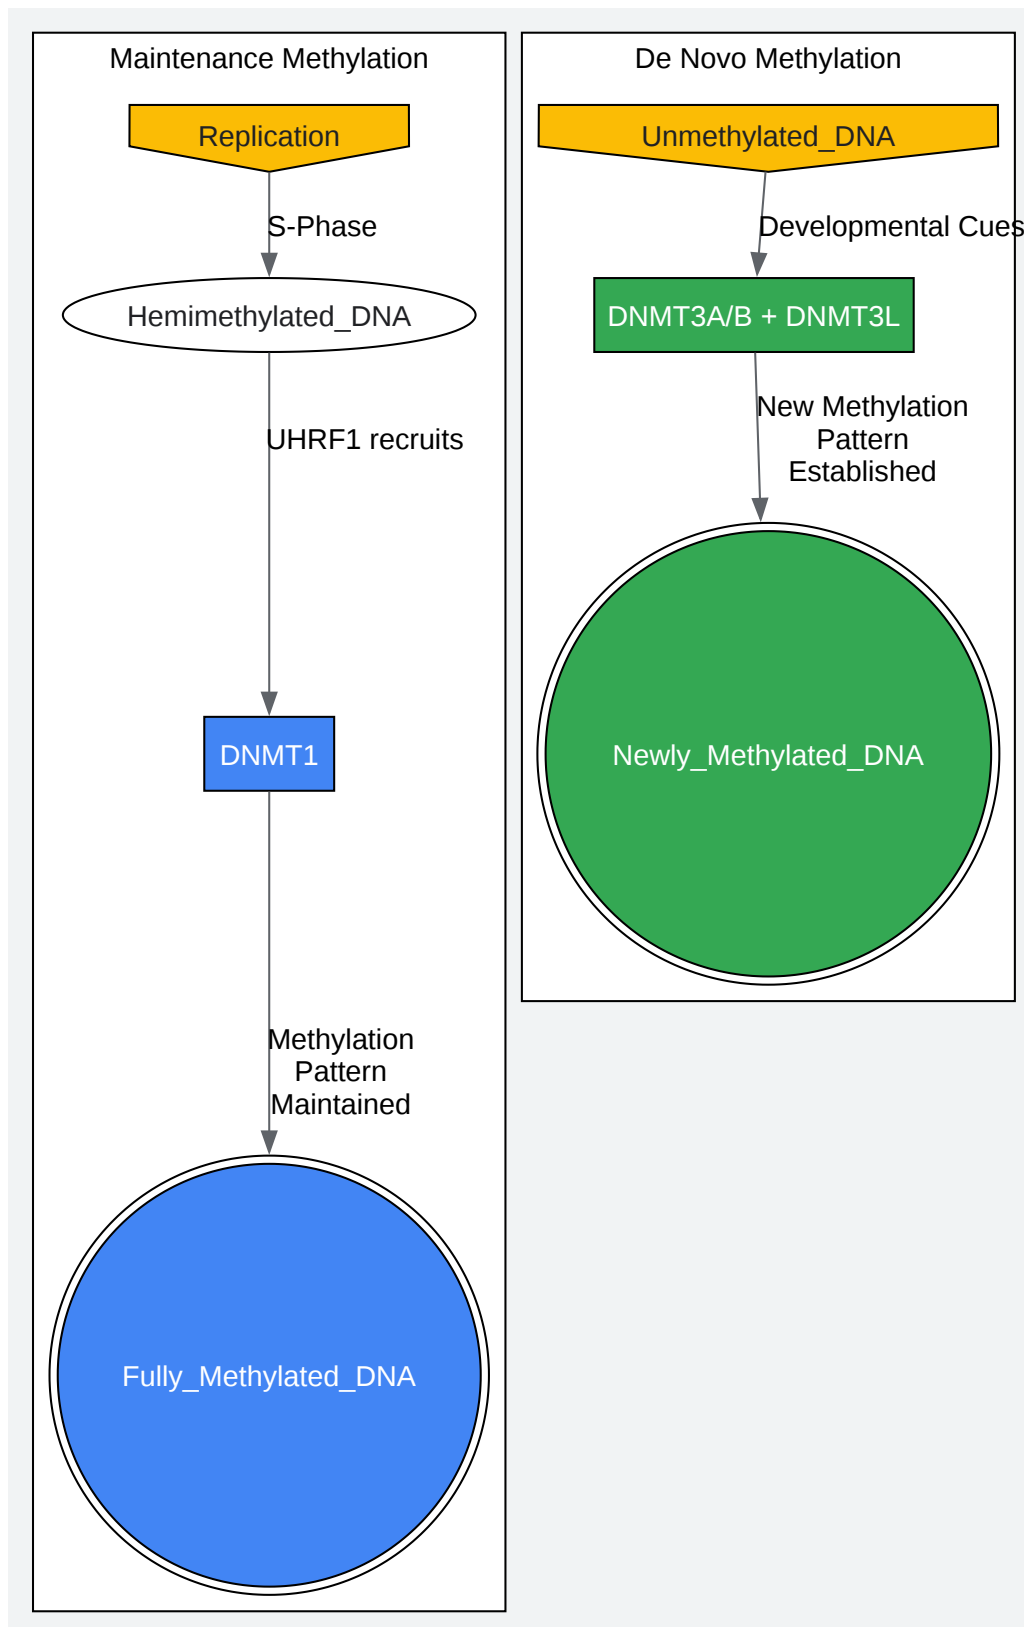 Maintenance Methylation
Replication
S-Phase
Hemimethylated_DNA
UHRF1 recruits
DNMT1
Methylation
Pattern
Maintained
Fully_Methylated_DNA
De Novo Methylation
Unmethylated_DNA
Developmental Cues
DNMT3A/B + DNMT3L
New Methylation
Pattern
Established
Newly_Methylated_DNA